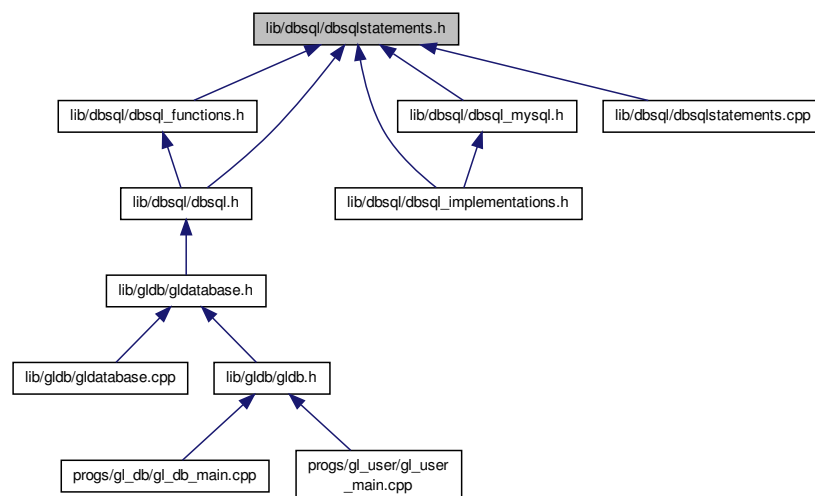 lib/dbsql/dbsqlstatements.h
lib/dbsql/dbsql_functions.h
lib/dbsql/dbsql_mysql.h
lib/dbsql/dbsqlstatements.cpp
lib/dbsql/dbsql.h
lib/dbsql/dbsql_implementations.h
lib/gldb/gldatabase.h
lib/gldb/gldatabase.cpp
lib/gldb/gldb.h
progs/gl_db/gl_db_main.cpp
progs/gl_user/gl_user
_main.cpp